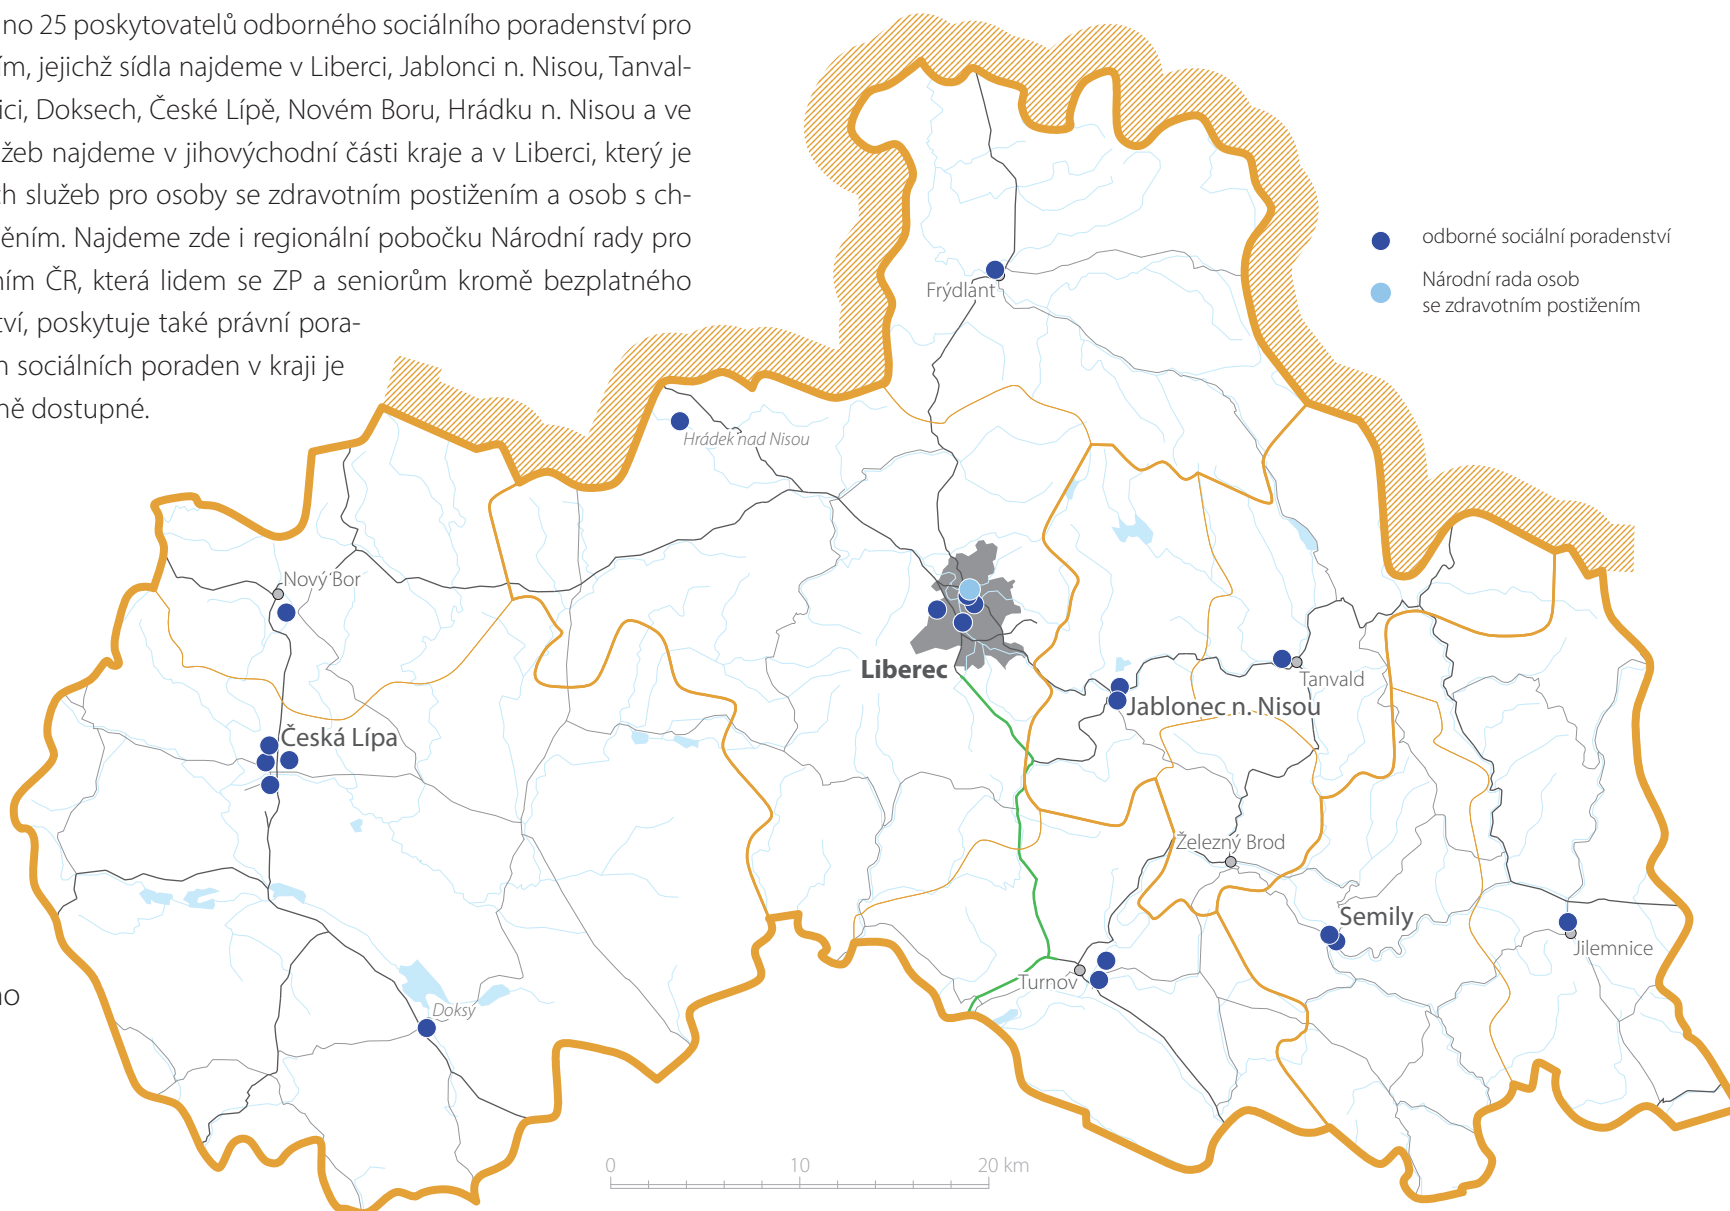 no 25 poskytovatelů odborného sociálního poradenství pro
ím, jejichž sídla najdeme v Liberci, Jablonci n. Nisou, Tanval-
ici, Doksech, České Lípě, Novém Boru, Hrádku n. Nisou a ve
užeb najdeme v jihovýchodní části kraje a v Liberci, který je
ch služeb pro osoby se zdravotním postižením a osob s ch-
něním. Najdeme zde i regionální pobočku Národní rady pro
ním ČR, která lidem se ZP a seniorům kromě bezplatného
tví, poskytuje také právní pora-
h sociálních poraden v kraji je
ně dostupné.
odborné sociální poradenství
Národní rada osob
se zdravotním postižením
Frýdlant
Hrádek nad Nisou
Nový Bor
Liberec
Tanvald
Jablonec n. Nisou
Česká Lípa
Železný Brod
Semily
Jilemnice
Turnov
no
Doksy
0 10 20 km